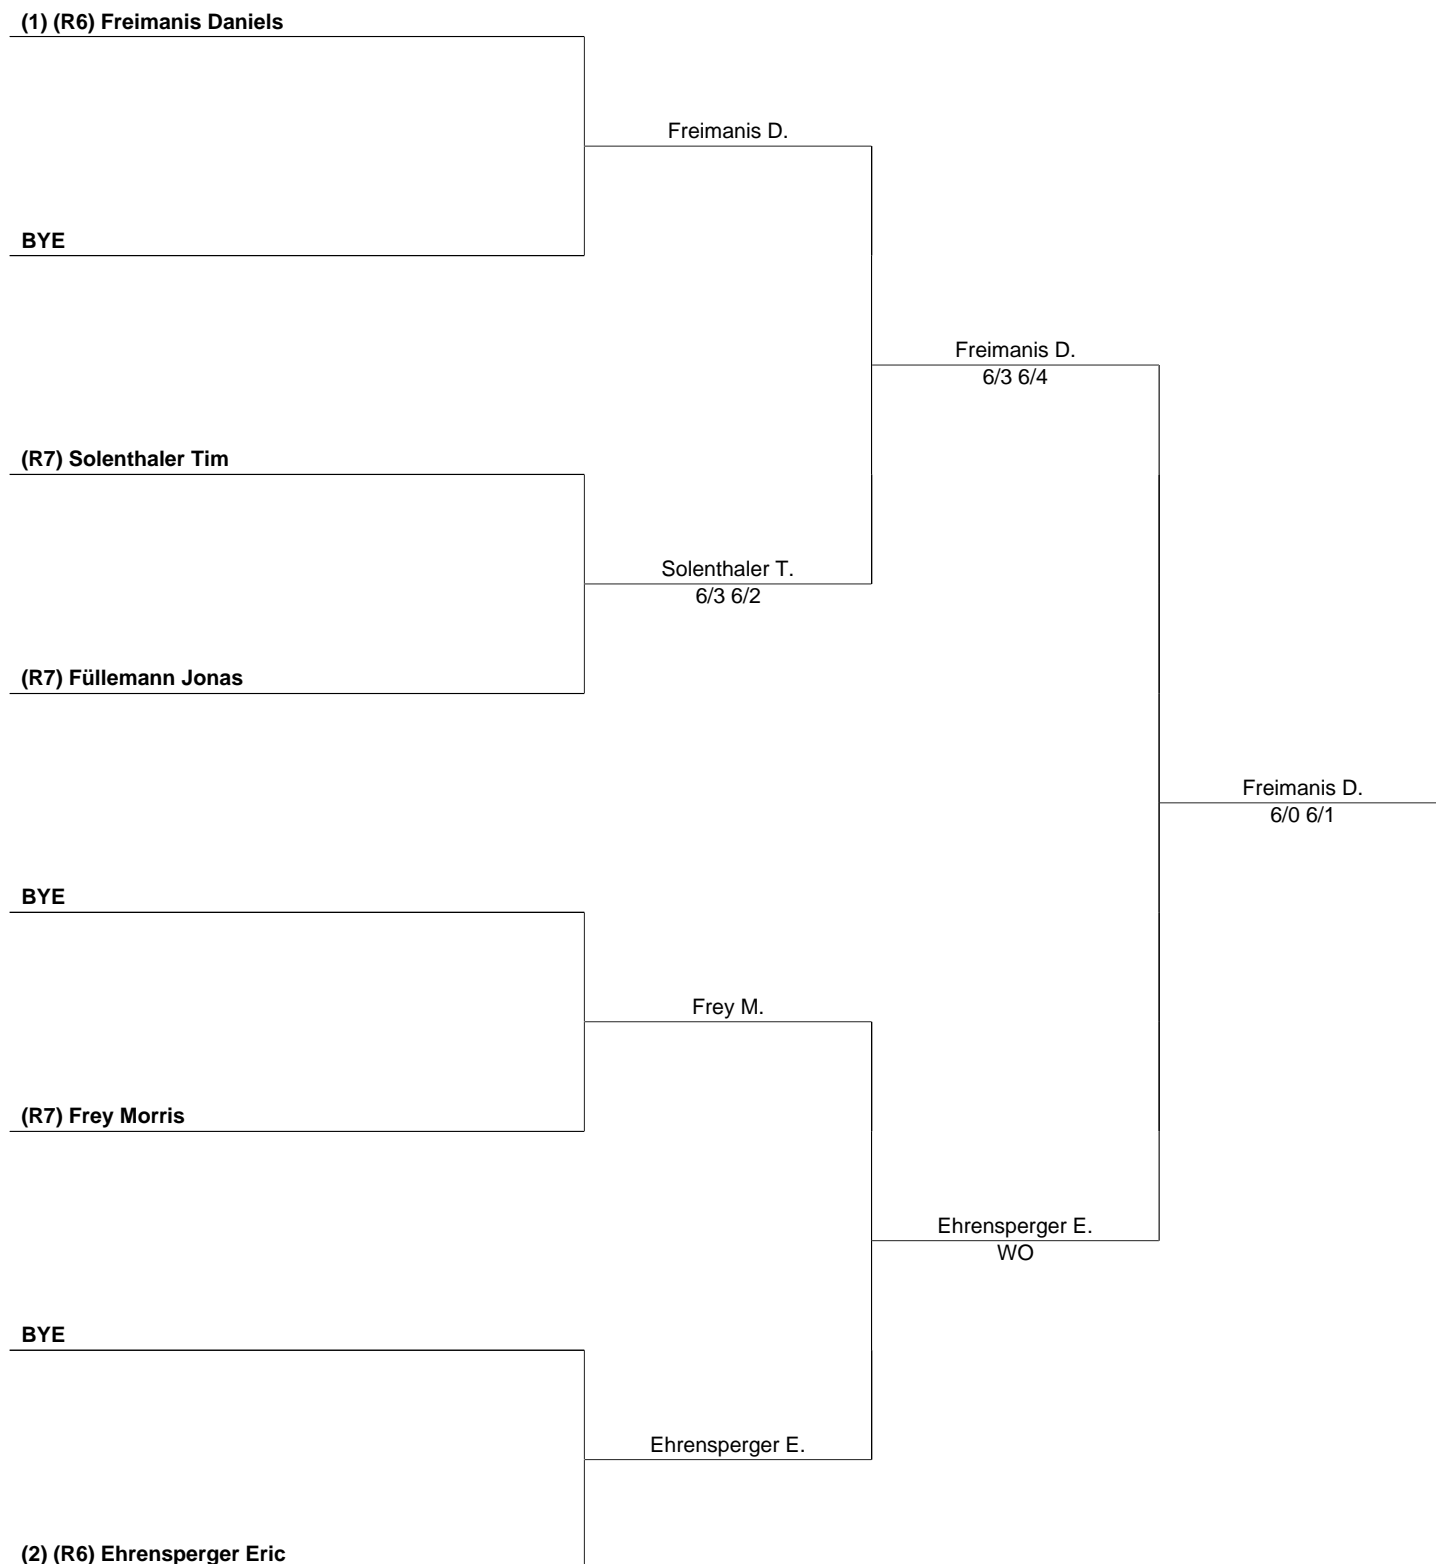 (1) (R6) Freimanis Daniels
Freimanis D.
BYE
Freimanis D.
6/3 6/4
(R7) Solenthaler Tim
Solenthaler T.
6/3 6/2
(R7) Füllemann Jonas
Freimanis D.
6/0 6/1
BYE
Frey M.
(R7) Frey Morris
Ehrensperger E.
WO
BYE
Ehrensperger E.
(2) (R6) Ehrensperger Eric